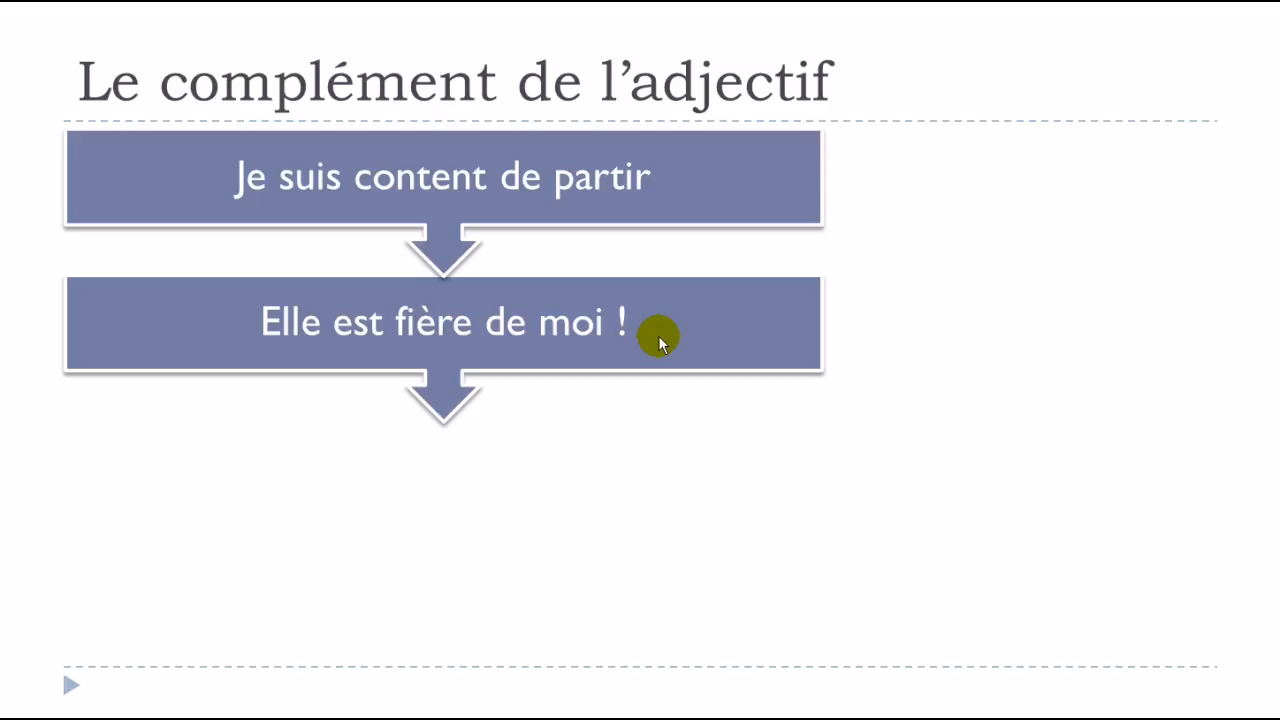 Le complément de l’adjectif
Je suis content de partir
Elle est fière de moi !